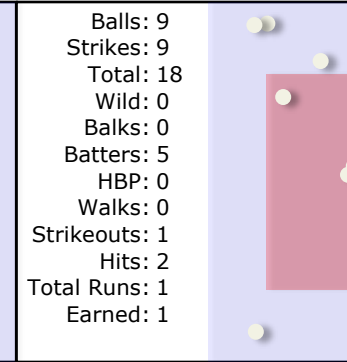 Balls: 9
Strikes: 9
Total: 18
Wild: 0
Balks: 0
Batters: 5
HBP: 0
Walks: 0
Strikeouts: 1
Hits: 2
Total Runs: 1
Earned: 1